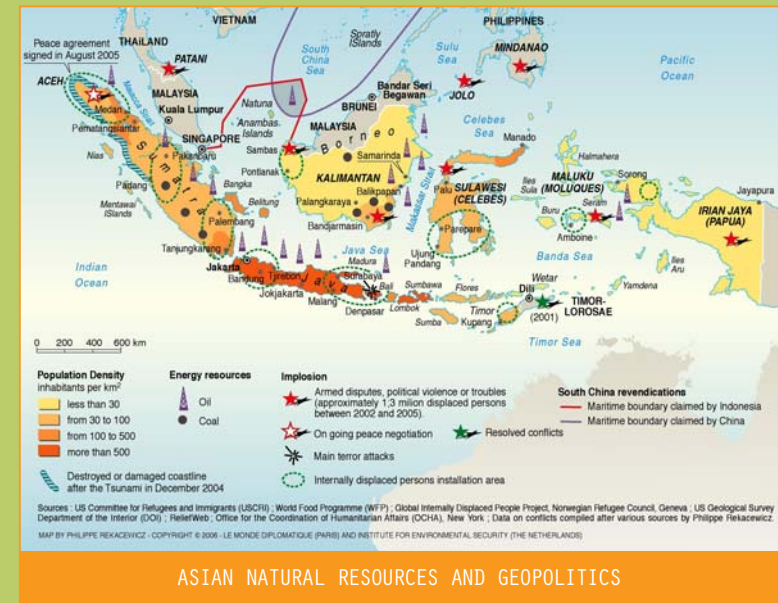 VIETNAM
PHILIPPINES
Peace agreement
signed in August 2005
THAILAND
PATANI
South
China
Sea
Spratly
Islands
Sulu
Sea
MINDANAO
Pacific
Ocean
ACEH
MALAYSIA
Kuala Lumpur
Medan
Malacca Strait
Natuna
Anambas
Islands
Bandar Seri
Begawan
BRUNEI
JOLO
Celebes
Sea
Pematangsiantar
SINGAPORE
MALAYSIA
Borneo
Manado
Nias
Sumatra
Pakanbaru
Sambas
Samarinda
Halmahera
Pontianak
KALIMANTAN
Makassar Strait
Palu
SULAWESI
(CELEBES)
Iles
Sula
MALUKU
(MOLUQUES)
Sorong
Jayapura
Padang
Mentawai
ISlands
Bangka
Belitung
Palangkaraya
Balikpapan
Bandjarmasin
Parepare
Buru
Seram
Amboine
IRIAN JAYA
(PAPUA)
Palembang
Tanjungkarang
Java Sea
Madura
Ujung
Pandang
Banda Sea
Iles
Aru
Indian
Ocean
Jakarta
Bandung
Tjirebon
Java
Surabaya
Bali
Sumbawa
Flores
Wetar
Yamdena
Jokjakarta
Malang
Denpasar
Lombok
Sumba
Timor
Kupang
Dili
(2001)
TIMOR-
LOROSAE
Timor Sea
0 200 400 600 km
Population Density
inhabitants per km²
less than 30
from 30 to 100
from 100 to 500
more than 500
Destroyed or damaged coastline
after the Tsunami in December 2004
Energy resources
Oil
Coal
Implosion
Armed disputes, political violence or troubles
(approximately 1,3 milion displaced persons
between 2002 and 2005).
On going peace negotiation
Resolved conflicts
Main terror attacks
Internally displaced persons installation area
South China revendications
Maritime boundary claimed by Indonesia
Maritime boundary claimed by China
Sources : US Committee for Refugees and Immigrants (USCRI) ; World Food Programme (WFP) ; Global Internally Displaced People Project, Norwegian Refugee Council, Geneva ; US Geological Survey
Department of the Interior (DOI) ; ReliefWeb ; Office for the Coordination of Humanitarian Affairs (OCHA), New York ; Data on conflicts compiled after various sources by Philippe Rekacewicz.
MAP BY PHILIPPE REKACEWICZ - COPYRIGHT © 2006 - LE MONDE DIPLOMATIQUE (PARIS) AND INSTITUTE FOR ENVIRONMENTAL SECURITY (THE NETHERLANDS)
ASIAN NATURAL RESOURCES AND GEOPOLITICS